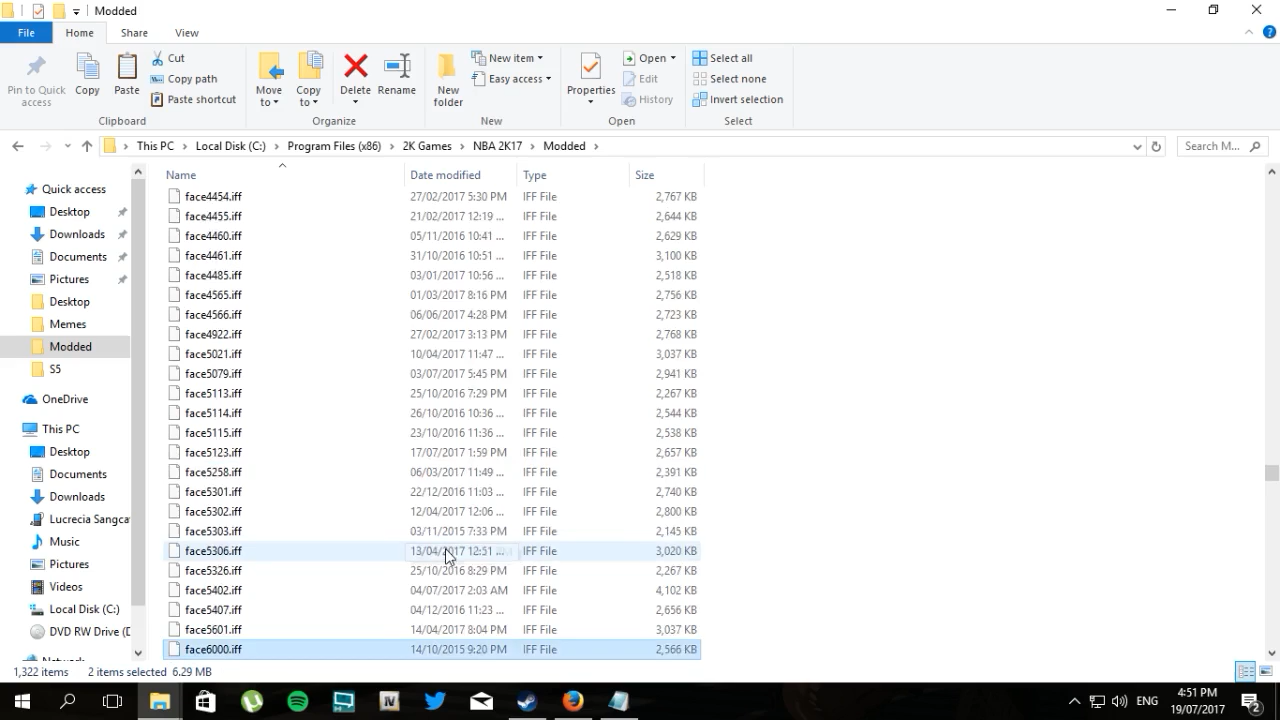 Modded
File Home Share View
Pin to Quick access
Copy
Paste
Cut
Copy path
Paste shortcut
Clipboard
Move to
Copy to
Delete
Rename
Organize
New folder
New item
Easy access
New
Properties
Open
Edit
History
Open
Select all
Select none
Invert selection
Select
This PC Local Disk (C:) Program Files (x86) 2K Games NBA 2K17 Modded
Search M...
Quick access
Desktop
Downloads
Documents
Pictures
Desktop
Memes
Modded
S5
OneDrive
This PC
Desktop
Documents
Downloads
Lucrecia Sangca
Music
Pictures
Videos
Local Disk (C:)
DVD RW Drive (D
Network
Name Date modified Type Size
face4454.iff 27/02/2017 5:30 PM IFF File 2,767 KB
face4455.iff 21/02/2017 12:19 ... IFF File 2,644 KB
face4460.iff 05/11/2016 10:41 ... IFF File 2,629 KB
face4461.iff 31/10/2016 10:51 ... IFF File 3,100 KB
face4485.iff 03/01/2017 10:56 ... IFF File 2,518 KB
face4565.iff 01/03/2017 8:16 PM IFF File 2,756 KB
face4566.iff 06/06/2017 4:28 PM IFF File 2,723 KB
face4922.iff 27/02/2017 3:13 PM IFF File 2,768 KB
face5021.iff 10/04/2017 11:47 ... IFF File 3,037 KB
face5079.iff 03/07/2017 5:45 PM IFF File 2,941 KB
face5113.iff 25/10/2016 7:29 PM IFF File 2,267 KB
face5114.iff 26/10/2016 10:36 ... IFF File 2,544 KB
face5115.iff 23/10/2016 11:36 ... IFF File 2,538 KB
face5123.iff 17/07/2017 1:59 PM IFF File 2,657 KB
face5258.iff 06/03/2017 11:49 ... IFF File 2,391 KB
face5301.iff 22/12/2016 11:03 ... IFF File 2,740 KB
face5302.iff 12/04/2017 12:06 ... IFF File 2,800 KB
face5303.iff 03/11/2015 7:33 PM IFF File 2,145 KB
face5306.iff 13/04/2017 12:51 ... IFF File 3,020 KB
face5326.iff 25/10/2016 8:29 PM IFF File 2,267 KB
face5402.iff 04/07/2017 2:03 AM IFF File 4,102 KB
face5407.iff 04/12/2016 11:23 ... IFF File 2,656 KB
face5601.iff 14/04/2017 8:04 PM IFF File 3,037 KB
face6000.iff 14/10/2015 9:20 PM IFF File 2,566 KB
1,322 items 2 items selected 6.29 MB
ENG
4:51 PM
19/07/2017
2